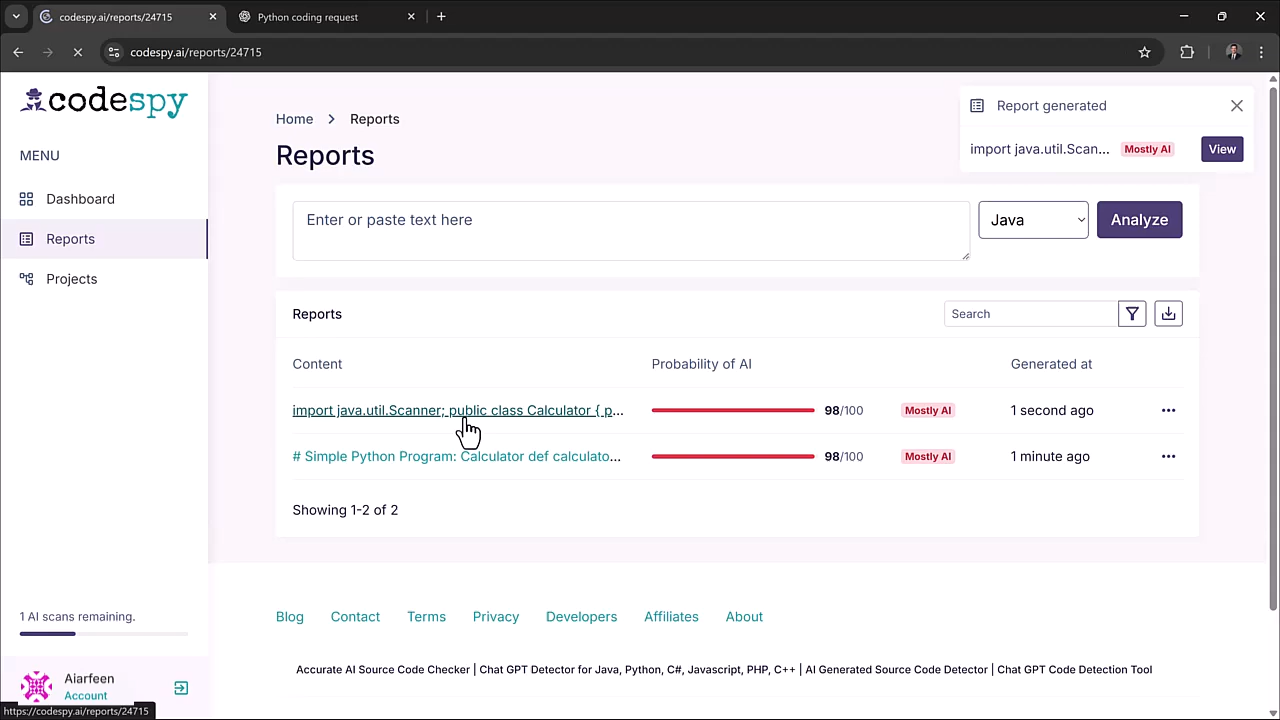 codespy.ai/reports/24715
Python coding request
codespy.ai/reports/24715
codespy
MENU
Dashboard
Reports
Projects
1 AI scans remaining.
Aiarfeen
Account
https://codespy.ai/reports/24715
Home > Reports
Reports
Report generated
import java.util.Scan... Mostly AI View
Enter or paste text here
Java
Analyze
Reports
Search
Content Probability of AI Generated at
import java.util.Scanner; public class Calculator { p... 98/100 Mostly AI 1 second ago
# Simple Python Program: Calculator def calculato... 98/100 Mostly AI 1 minute ago
Showing 1-2 of 2
Blog Contact Terms Privacy Developers Affiliates About
Accurate AI Source Code Checker | Chat GPT Detector for Java, Python, C#, Javascript, PHP, C++ | AI Generated Source Code Detector | Chat GPT Code Detection Tool